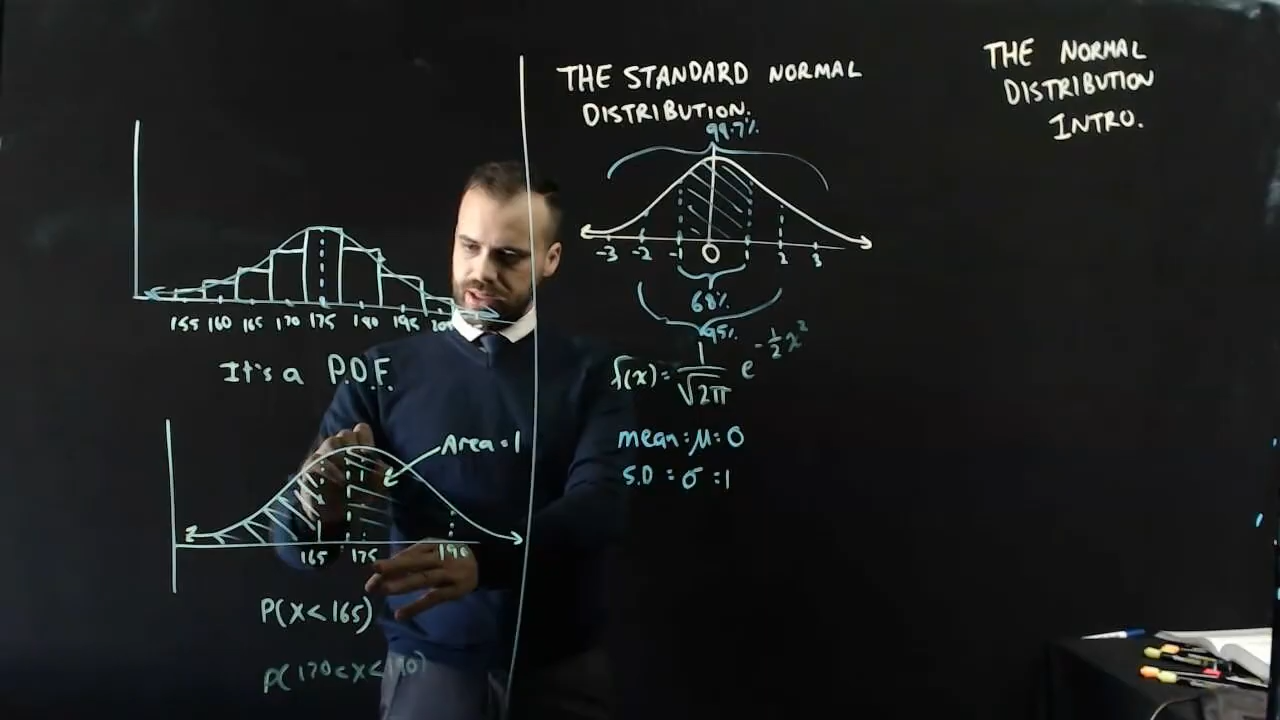 THE STANDARD NORMAL
DISTRIBUTION.
THE NORMAL
DISTRIBUTION
INTRO.
99.7%
-3 -2 -1 0 1 2 3
68%
95%
f(x)= 1/√2π e^-½x²
mean = μ = 0
S.D = σ = 1
155 160 165 170 175 190 195
It's a P.D.F.
Area = 1
165 175 190
P(X < 165)
P(170 < X < 190)